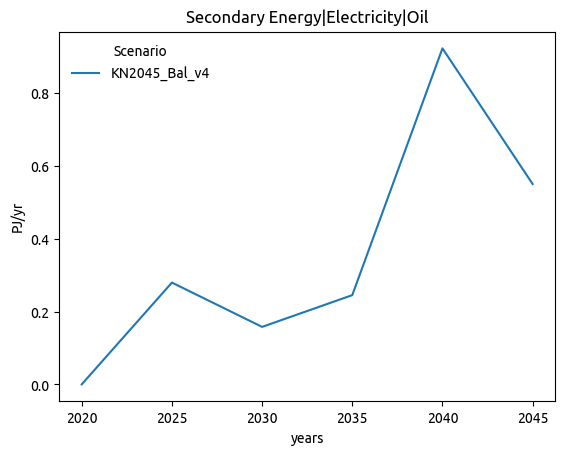 Secondary Energy|Electricity|Oil
Scenario
KN2045_Bal_v4
PJ/yr
0.8
0.6
0.4
0.2
0.0
2020 2025 2030 2035 2040 2045
years